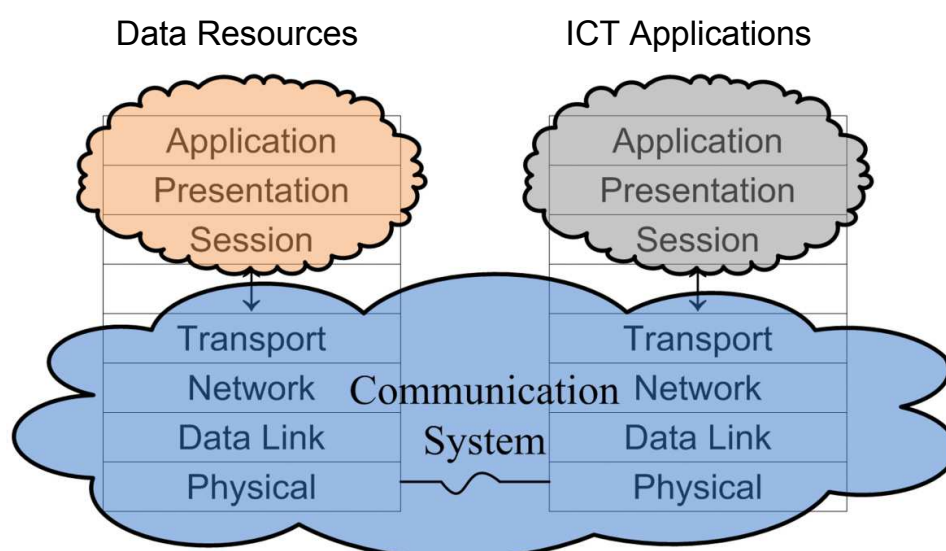 Data Resources
ICT Applications
Application
Presentation
Session
Application
Presentation
Session
Transport
Network
Data Link
Physical
Communication
System
Transport
Network
Data Link
Physical